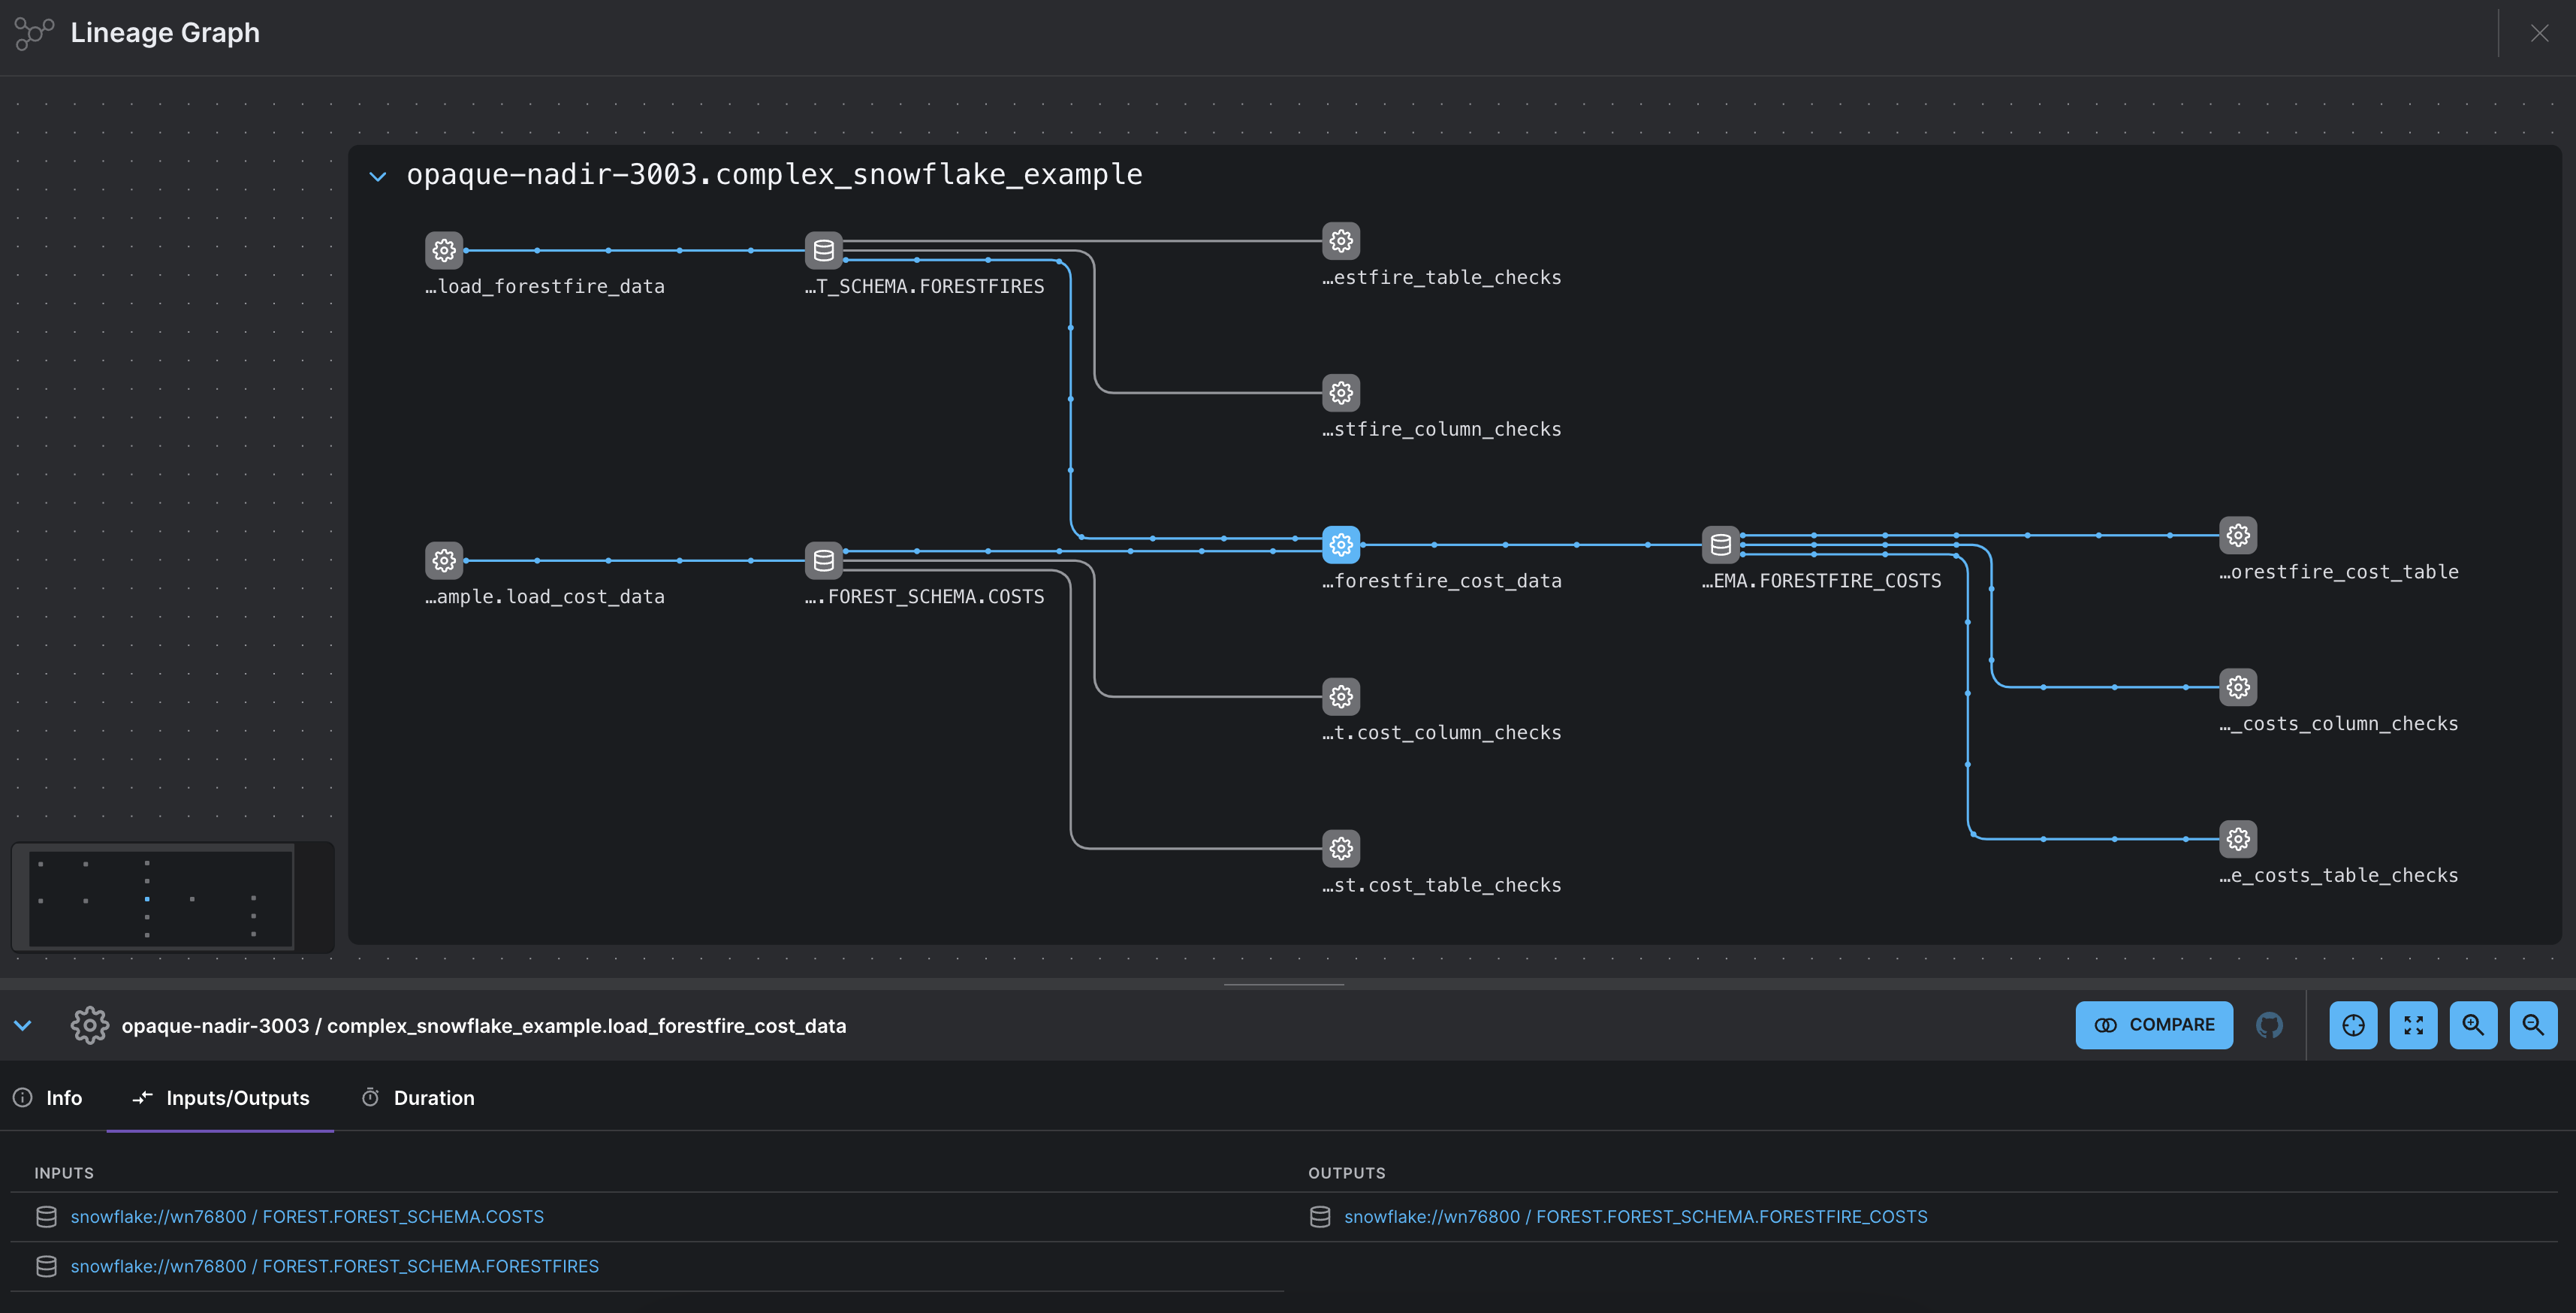 Lineage Graph
opaque-nadir-3003.complex_snowflake_example
…load_forestfire_data
…T_SCHEMA.FORESTFIRES
…estfire_table_checks
…stfire_column_checks
…ample.load_cost_data
….FOREST_SCHEMA.COSTS
…forestfire_cost_data
…EMA.FORESTFIRE_COSTS
…orestfire_cost_table
…t.cost_column_checks
…_costs_column_checks
…st.cost_table_checks
…e_costs_table_checks
opaque-nadir-3003 / complex_snowflake_example.load_forestfire_cost_data
COMPARE
Info
Inputs/Outputs
Duration
INPUTS
OUTPUTS
snowflake://wn76800 / FOREST.FOREST_SCHEMA.COSTS
snowflake://wn76800 / FOREST.FOREST_SCHEMA.FORESTFIRE_COSTS
snowflake://wn76800 / FOREST.FOREST_SCHEMA.FORESTFIRES